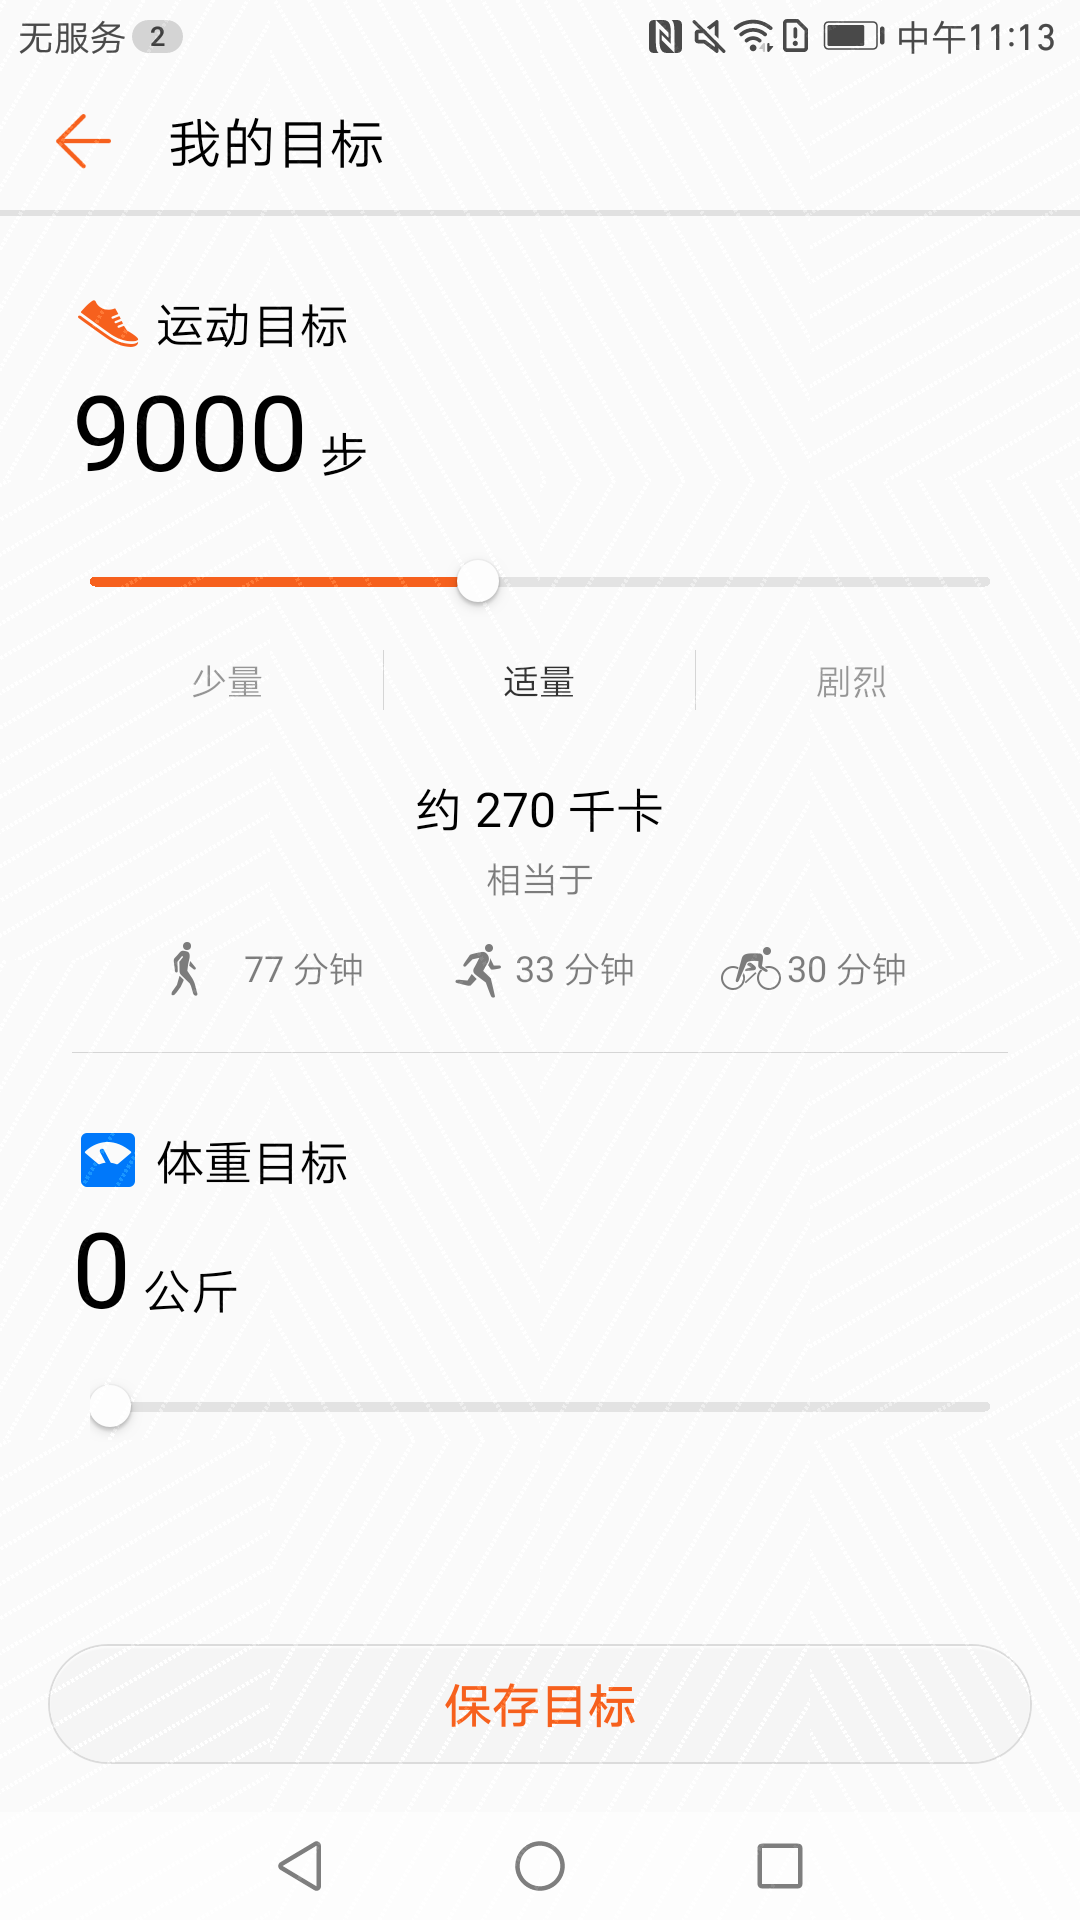 无服务 2 中午11:13
我的目标
运动目标
9000 步
少量 适量 剧烈
约 270 千卡
相当于
77 分钟 33 分钟 30 分钟
体重目标
0 公斤
保存目标